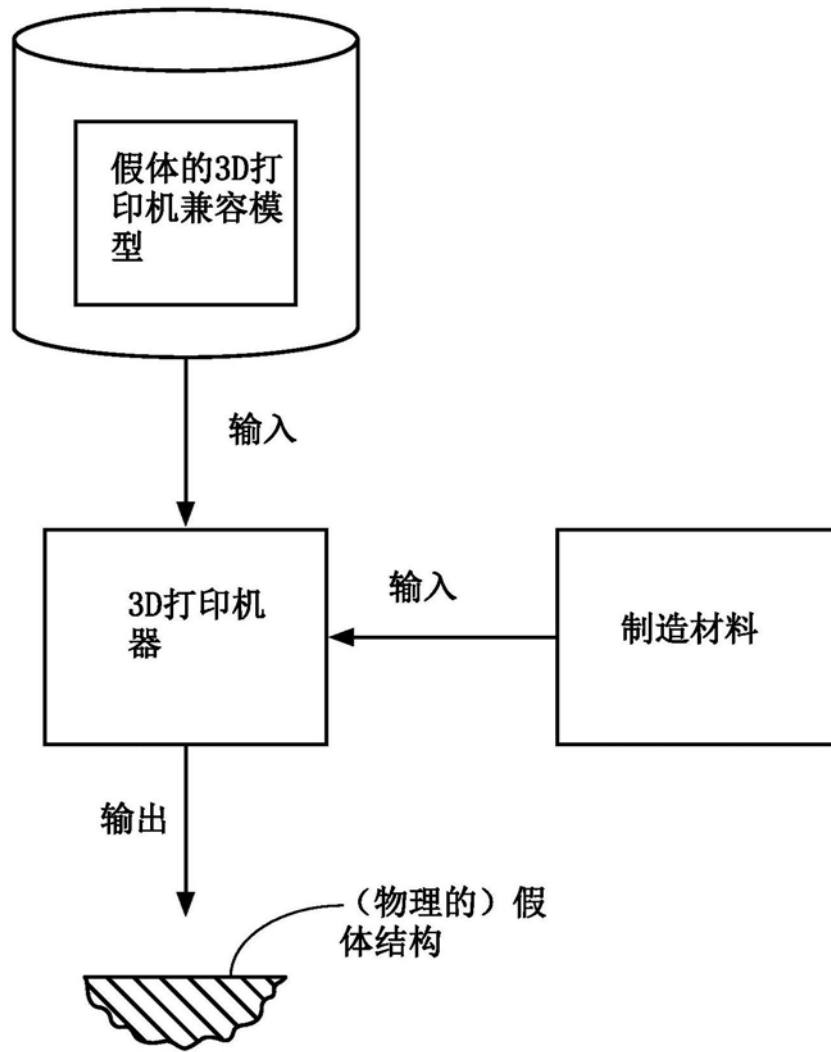 假体的3D打
印机兼容模
型
输入
3D打印机
器
输入
制造材料
输出
（物理的）假
体结构